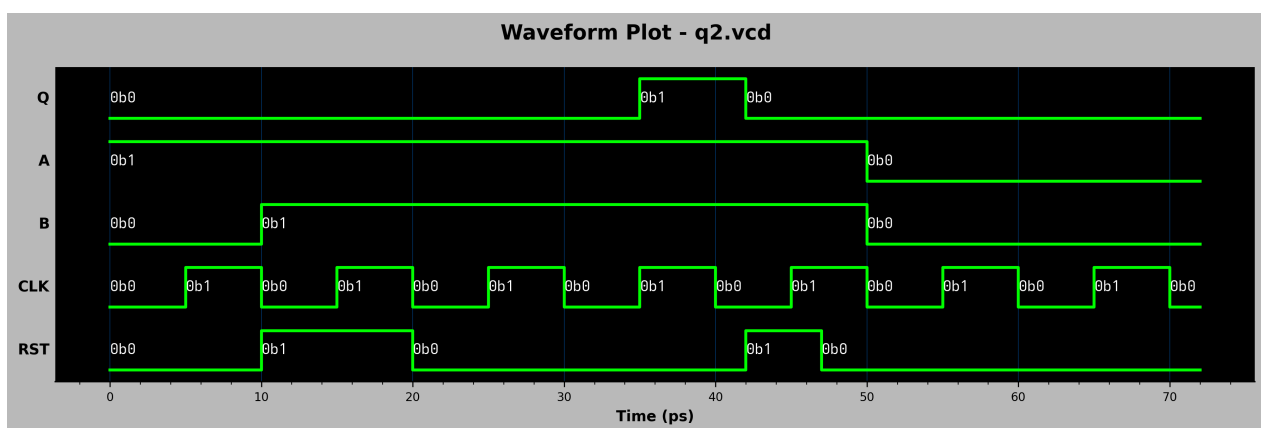 Waveform Plot - q2.vcd
Q 0b0 0b1 0b0
A 0b1 0b0
B 0b0 0b1 0b0
CLK 0b0 0b1 0b0 0b1 0b0 0b1 0b0 0b1 0b0 0b1 0b0 0b1 0b0 0b1 0b0
RST 0b0 0b1 0b0 0b1 0b0
0 10 20 30 40 50 60 70
Time (ps)